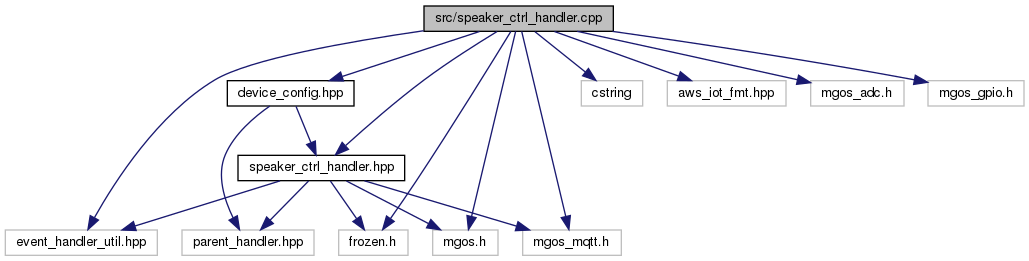 src/speaker_ctrl_handler.cpp
device_config.hpp
cstring
aws_iot_fmt.hpp
mgos_adc.h
mgos_gpio.h
speaker_ctrl_handler.hpp
event_handler_util.hpp
parent_handler.hpp
frozen.h
mgos.h
mgos_mqtt.h